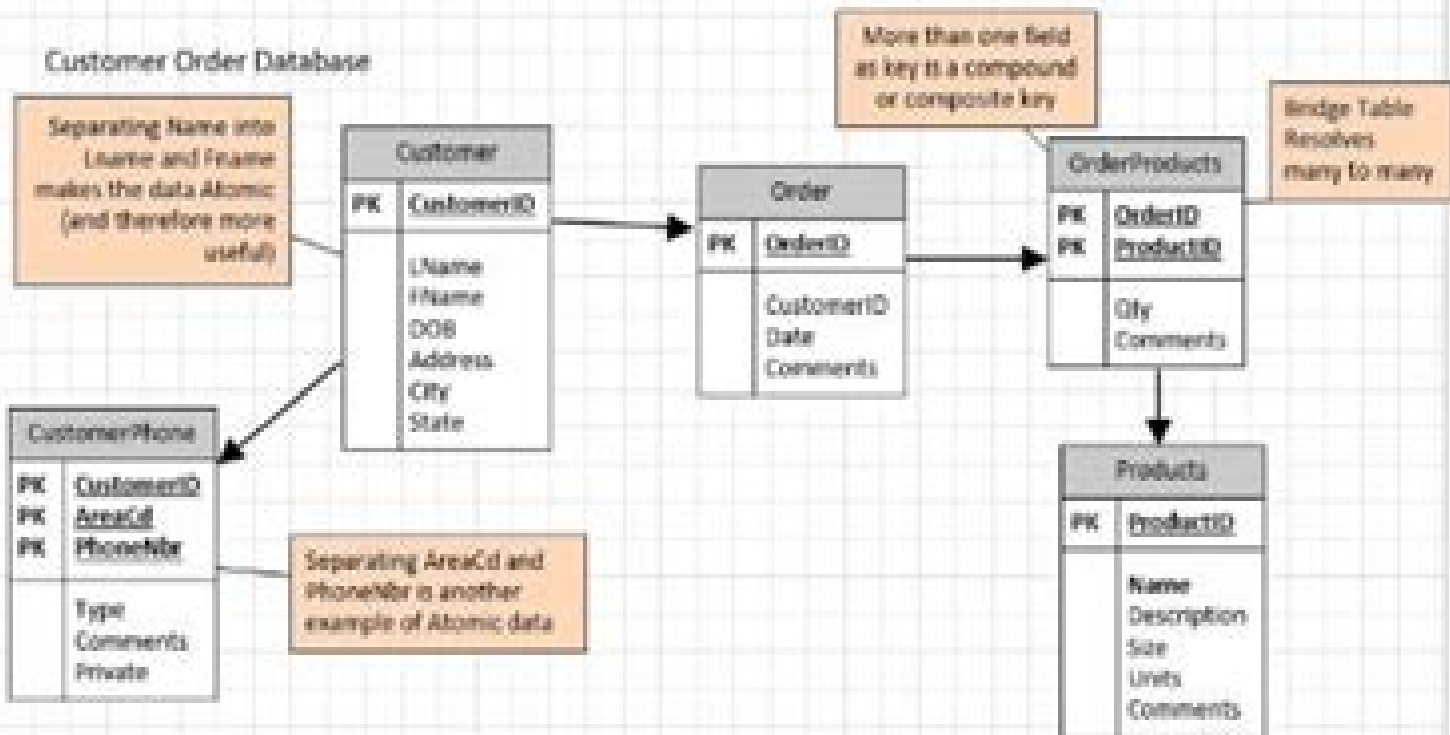 Customer Order Database
More than one field
as key is a compound
or composite key
Bridge Table
Resolves
many to many
Separating Name into
Lname and Fname
makes the data Atomic
(and therefore more
useful)
Customer
PK CustomerID
LName
FName
DOB
Address
City
State
Order
PK OrderID
CustomerID
Date
Comments
OrderProducts
PK OrderID
PK ProductID
Qty
Comments
CustomerPhone
PK CustomerID
PK AreaCd
PK PhoneNbr
Type
Comments
Private
Separating AreaCd and
PhoneNbr is another
example of Atomic data
Products
PK ProductID
Name
Description
Size
Units
Comments